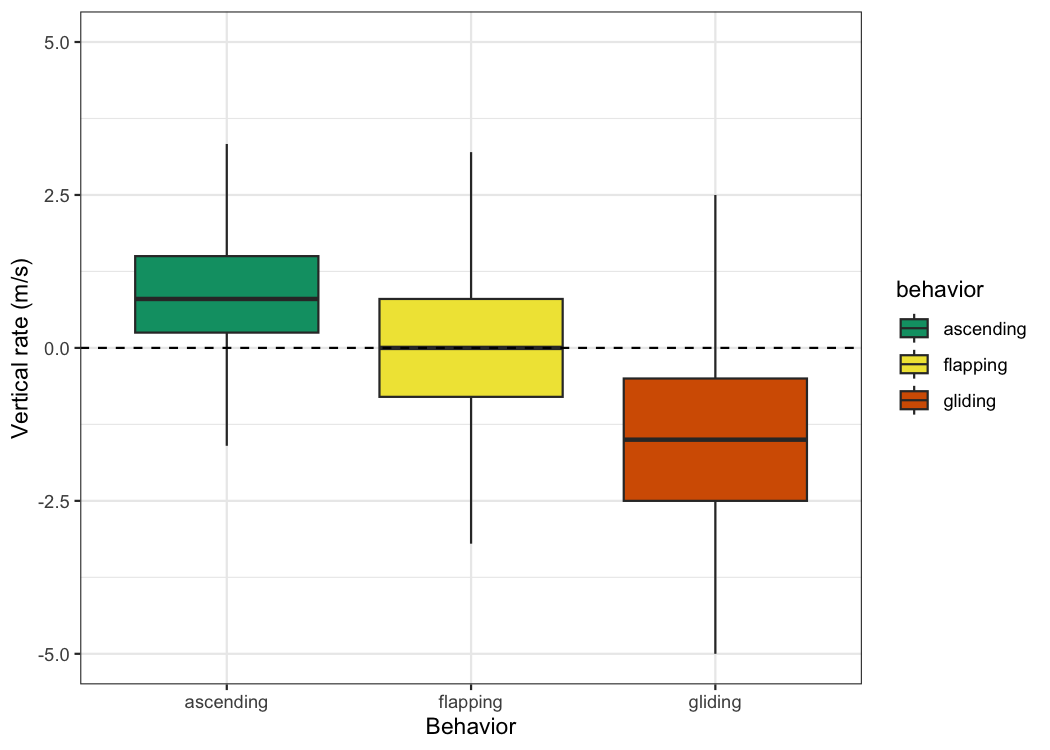 5.0
2.5
0.0
-2.5
-5.0
Vertical rate (m/s)
ascending
flapping
gliding
Behavior
behavior
ascending
flapping
gliding